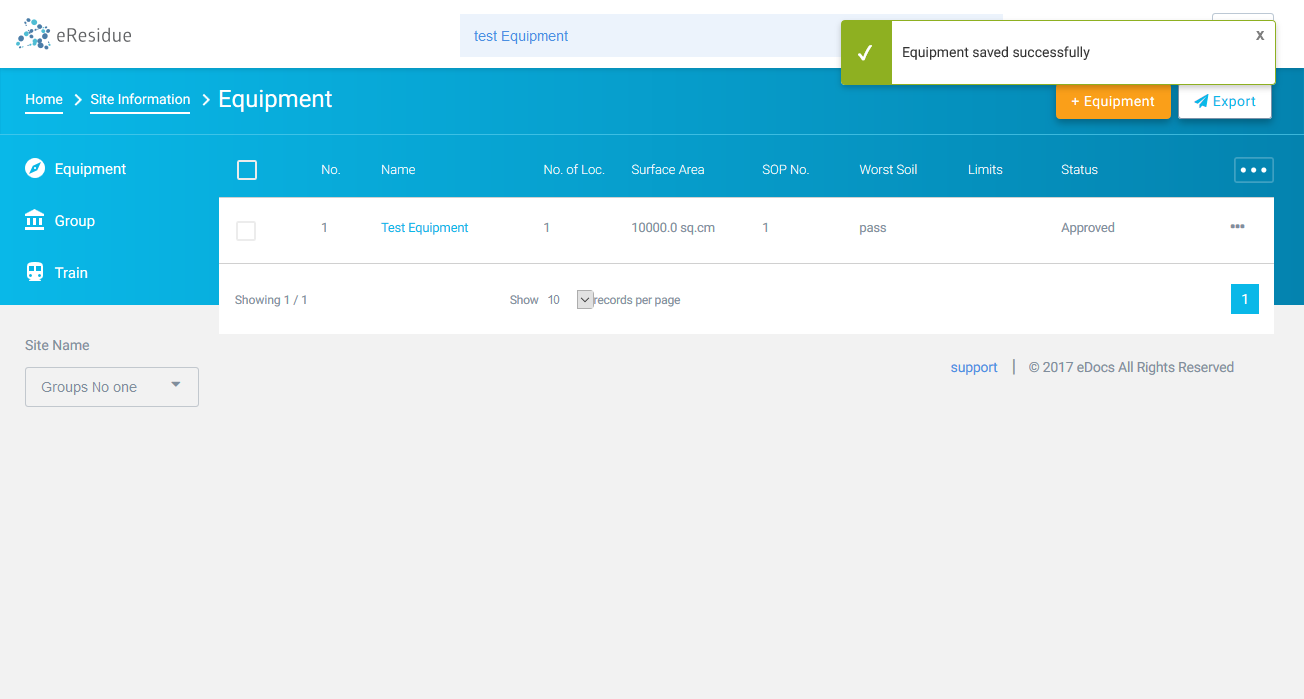 eResidue
test Equipment
x
Equipment saved successfully
Home Site Information Equipment
+ Equipment
Export
Equipment
Group
Train
No. Name No. of Loc. Surface Area SOP No. Worst Soil Limits Status
1 Test Equipment 1 10000.0 sq.cm 1 pass Approved
Showing 1 / 1 Show 10 records per page 1
Site Name
Groups No one
support | © 2017 eDocs All Rights Reserved